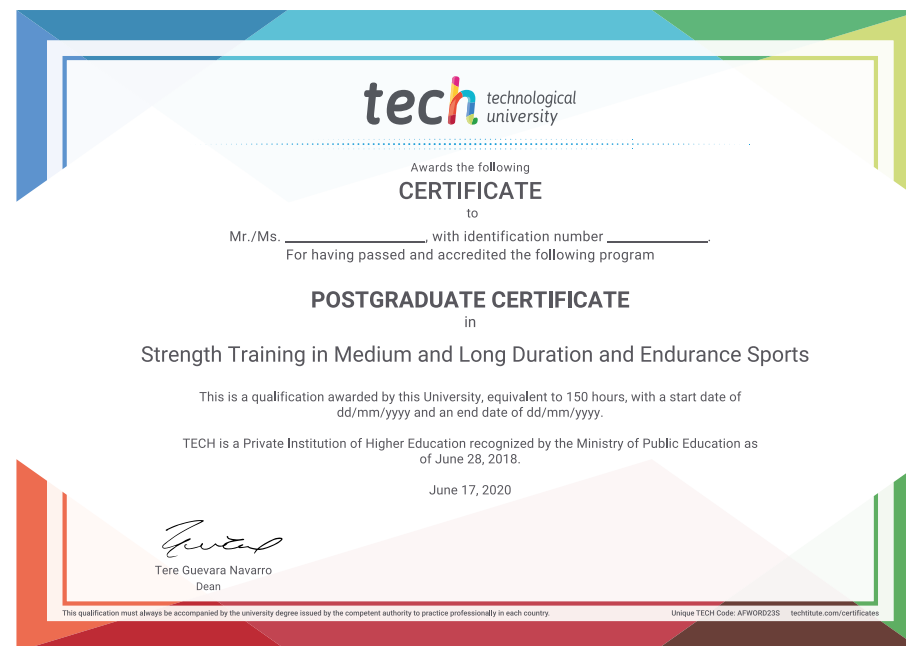 tech technological
university
Awards the following
CERTIFICATE
to
Mr./Ms. ____________________, with identification number __________________.
For having passed and accredited the following program
POSTGRADUATE CERTIFICATE
in
Strength Training in Medium and Long Duration and Endurance Sports
This is a qualification awarded by this University, equivalent to 150 hours, with a start date of
dd/mm/yyyy and an end date of dd/mm/yyyy.
TECH is a Private Institution of Higher Education recognized by the Ministry of Public Education as
of June 28, 2018.
June 17, 2020
Tere Guevara Navarro
Dean
This qualification must always be accompanied by the university degree issued by the competent authority to practice professionally in each country.
Unique TECH Code: AFWORD23S techtitute.com/certificates